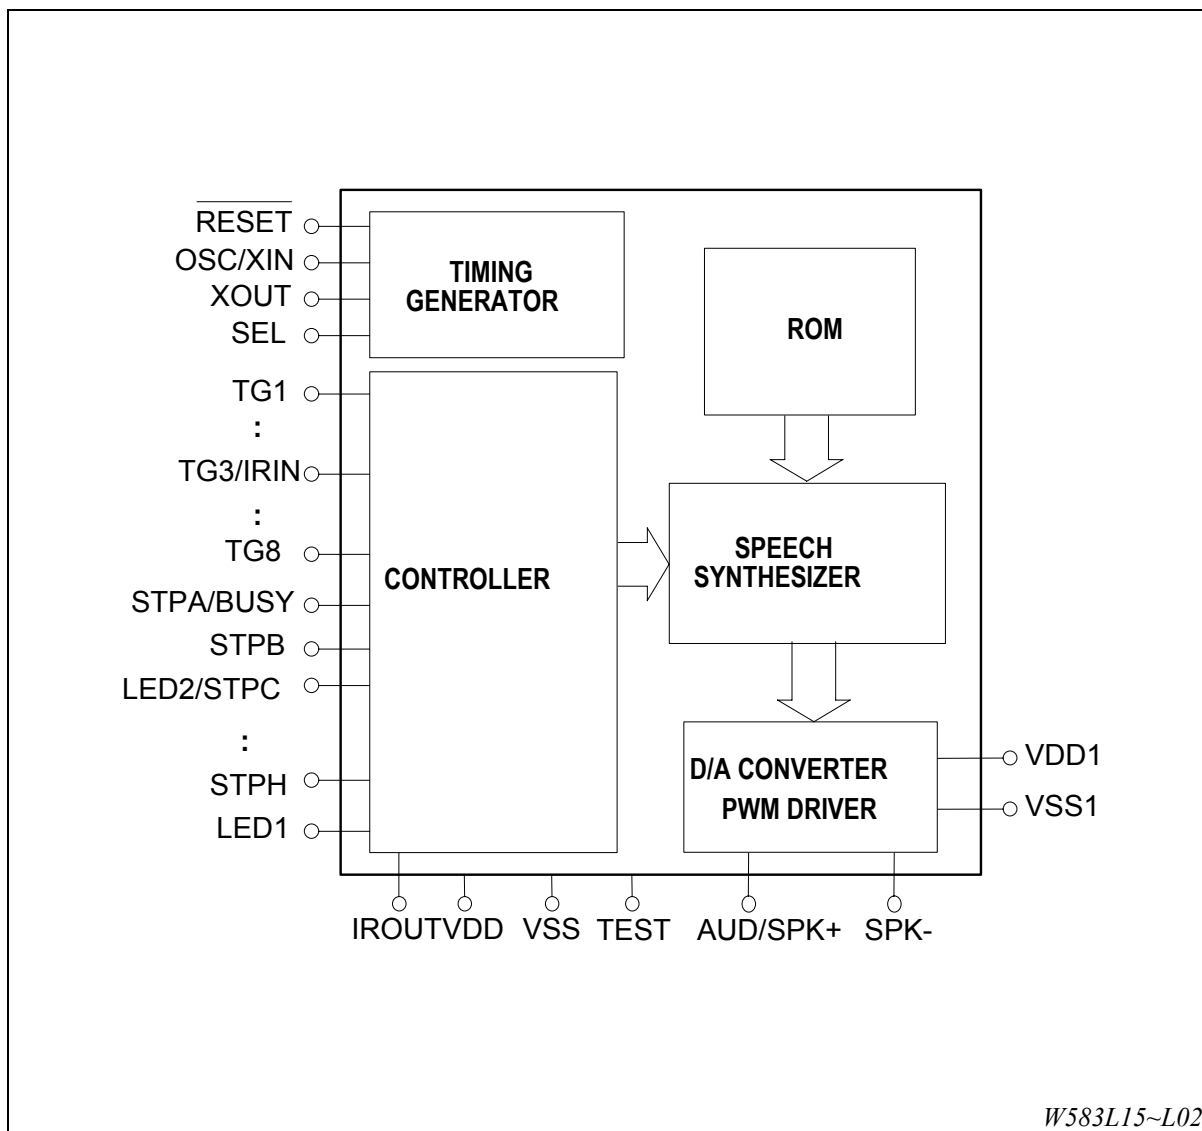 RESET
OSC/XIN
XOUT
SEL
TG1
:
TG3/IRIN
:
TG8
STPA/BUSY
STPB
LED2/STPC
:
STPH
LED1
TIMING
GENERATOR
CONTROLLER
ROM
SPEECH
SYNTHESIZER
D/A CONVERTER
PWM DRIVER
VDD1
VSS1
IROUT VDD VSS TEST AUD/SPK+ SPK-
W583L15~L02